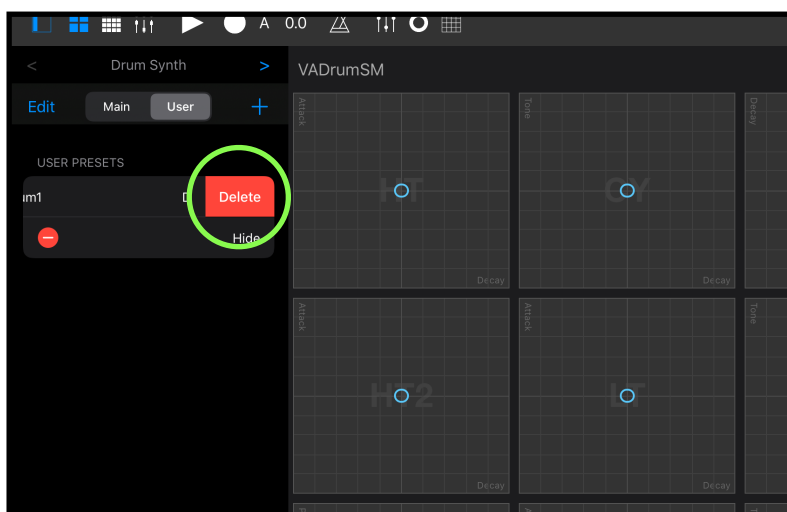 A 0.0
< Drum Synth >
VADrumSM
Edit Main User +
USER PRESETS
um1 D Delete
Hide
Attack
HT
Decay
Tone
CY
Decay
Decay
Attack
HT2
Decay
Attack
LT
Decay
Tone